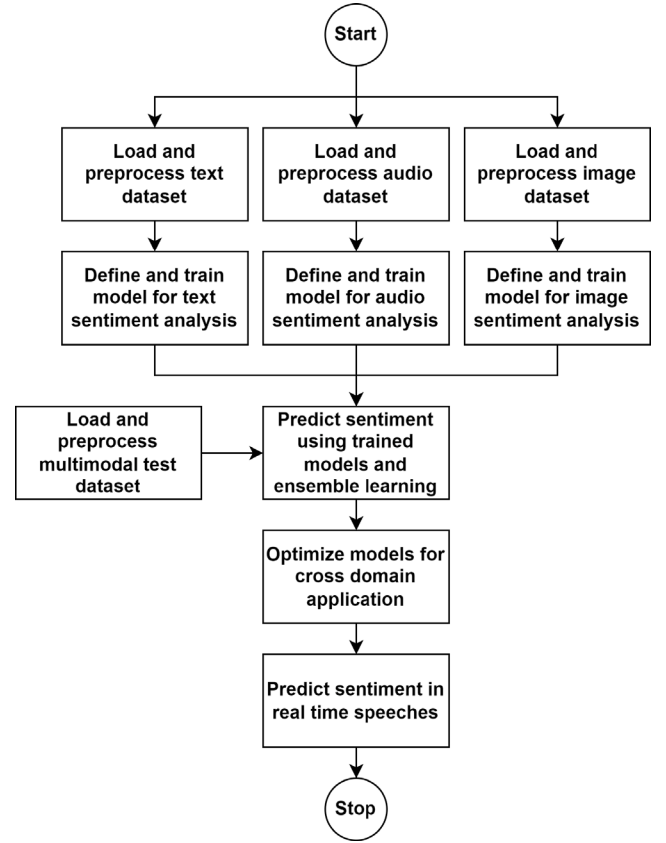 Start
Load and
preprocess text
dataset
Load and
preprocess audio
dataset
Load and
preprocess image
dataset
Define and train
model for text
sentiment analysis
Define and train
model for audio
sentiment analysis
Define and train
model for image
sentiment analysis
Load and
preprocess
multimodal test
dataset
Predict sentiment
using trained
models and
ensemble learning
Optimize models for
cross domain
application
Predict sentiment in
real time speeches
Stop